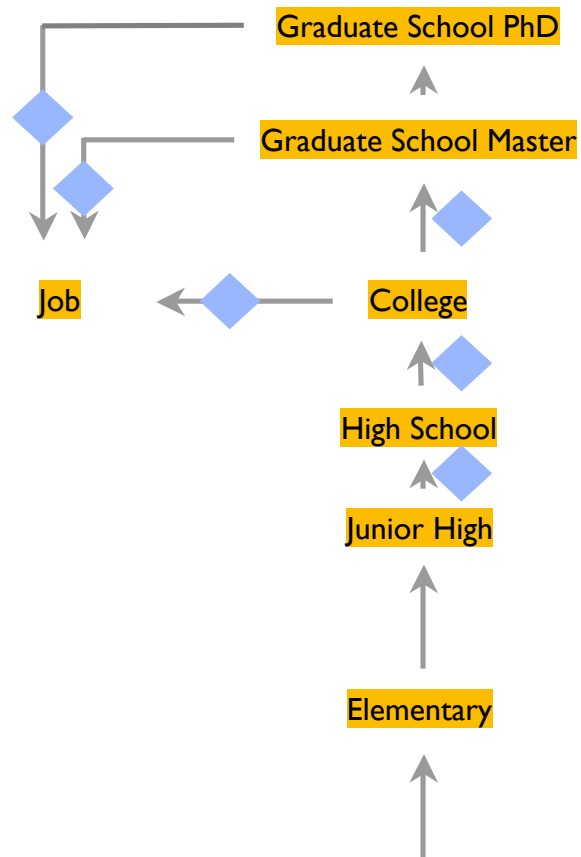 Graduate School PhD
Graduate School Master
Job
College
High School
Junior High
Elementary